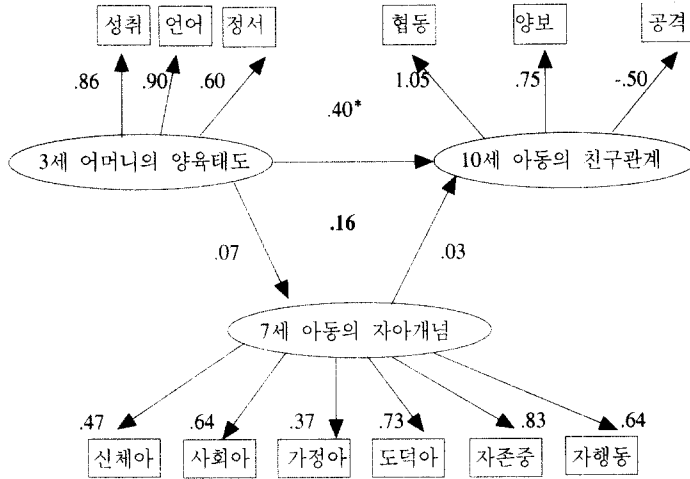 성취 언어 정서 협동 양보 공격
.86 .90 .60 1.05 .75 -.50
.40*
3세 어머니의 양육태도 10세 아동의 친구관계
.16
.07 .03
7세 아동의 자아개념
.47 .64 .37 .73 .83 .64
신체아 사회아 가정아 도덕아 자존중 자행동